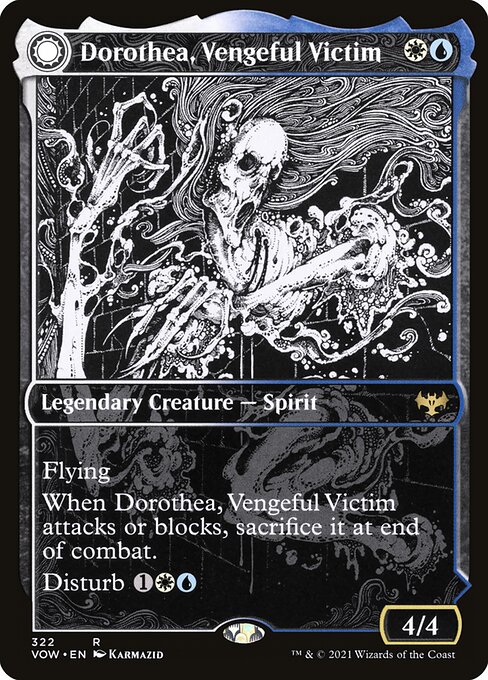 Dorothea, Vengeful Victim
Legendary Creature — Spirit
Flying
When Dorothea, Vengeful Victim
attacks or blocks, sacrifice it at end
of combat.
Disturb 1
4/4
322 R
VOW • EN Karmazid
™ & © 2021 Wizards of the Coast